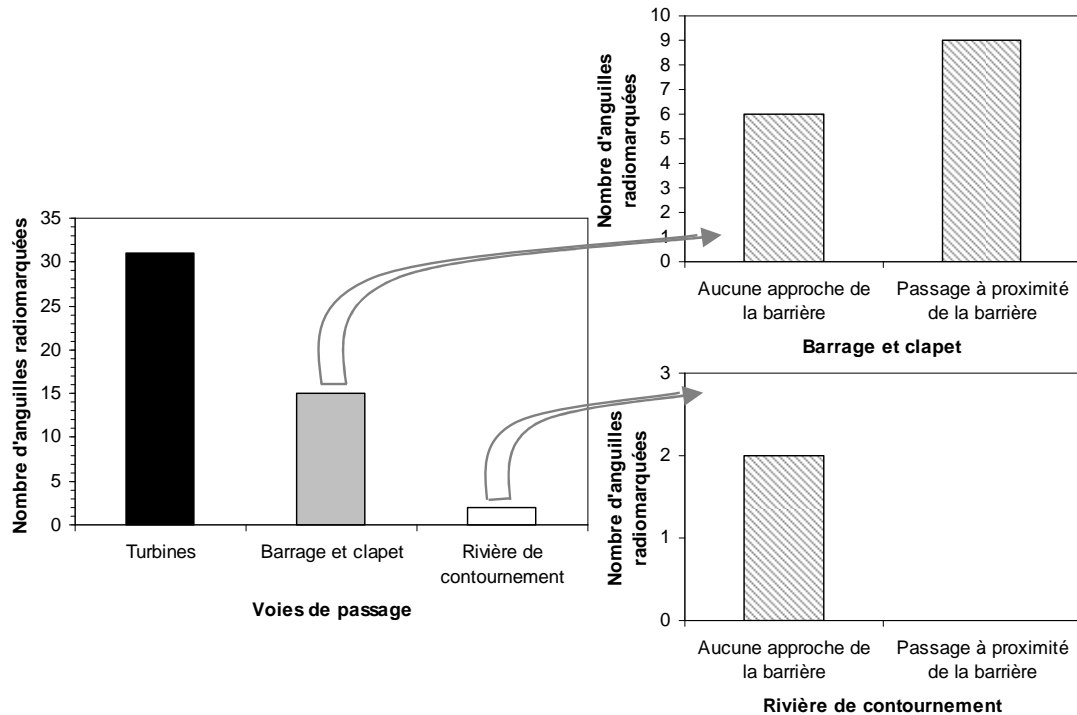 Nombre d'anguilles radiomarquées
35
30
25
20
15
10
5
0
Turbines
Barrage et clapet
Rivière de
contournement
Voies de passage
Nombre d'anguilles
radiomarquées
10
9
8
7
6
5
4
3
2
1
0
Aucune approche de
la barrière
Passage à proximité
de la barrière
Barrage et clapet
Nombre d'anguilles
radiomarquées
3
2
1
0
Aucune approche de
la barrière
Passage à proximité
de la barrière
Rivière de contournement